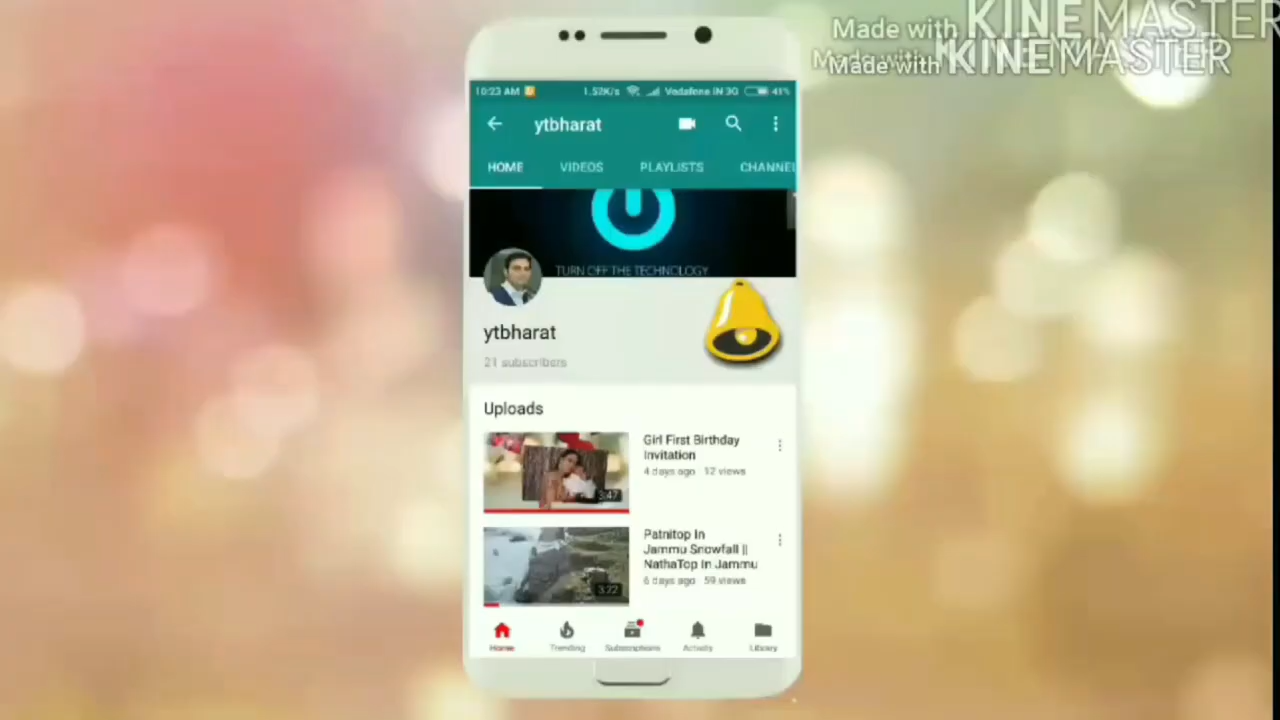 Made with KINEMASTER
Made with KINEMASTER
10:23 AM 1.52K/s Vodafone IN 3G 41%
ytbharat
HOME VIDEOS PLAYLISTS CHANNEL
TURN OFF THE TECHNOLOGY
ytbharat
21 subscribers
Uploads
Girl First Birthday
Invitation
4 days ago 12 views
3:47
Patnitop In
Jammu Snowfall ||
NathaTop In Jammu
6 days ago 59 views
3:22
Home Trending Subscriptions Activity Library